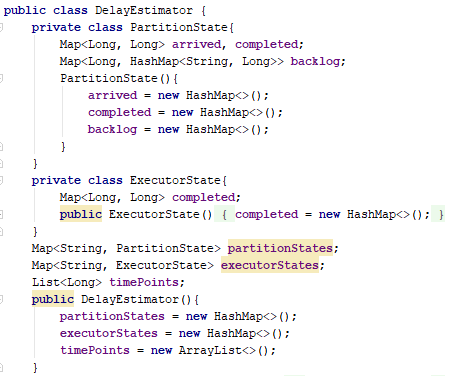 public class DelayEstimator {
    private class PartitionState{
        Map<Long, Long> arrived, completed;
        Map<Long, HashMap<String, Long>> backlog;
        PartitionState(){
            arrived = new HashMap<>();
            completed = new HashMap<>();
            backlog = new HashMap<>();
        }
    }
    private class ExecutorState{
        Map<Long, Long> completed;
        public ExecutorState() { completed = new HashMap<>(); }
    }
    Map<String, PartitionState> partitionStates;
    Map<String, ExecutorState> executorStates;
    List<Long> timePoints;
    public DelayEstimator(){
        partitionStates = new HashMap<>();
        executorStates = new HashMap<>();
        timePoints = new ArrayList<>();
    }